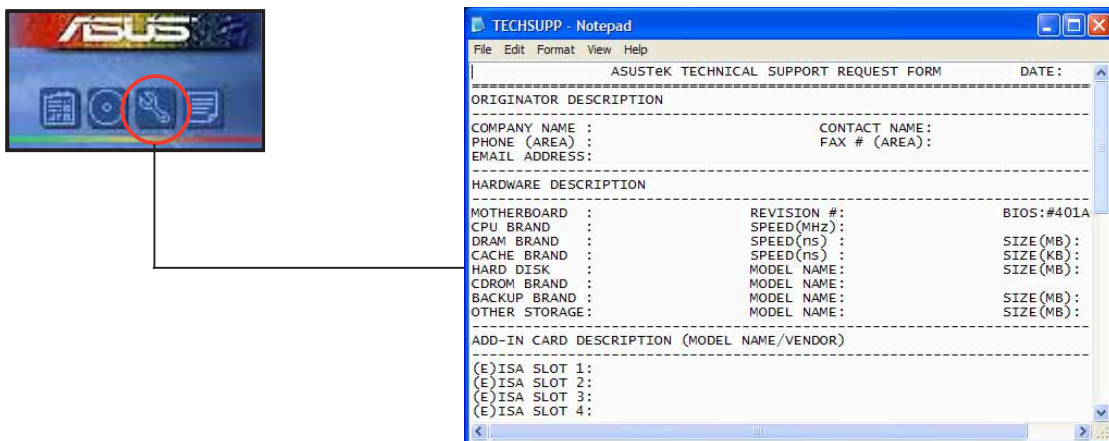 ASUS
TECHSUPP - Notepad
File Edit Format View Help
ASUSTeK TECHNICAL SUPPORT REQUEST FORM DATE:
ORIGINATOR DESCRIPTION
COMPANY NAME : CONTACT NAME:
PHONE (AREA) : FAX # (AREA):
EMAIL ADDRESS:
HARDWARE DESCRIPTION
MOTHERBOARD : REVISION #: BIOS:#401A
CPU BRAND : SPEED(MHz):
DRAM BRAND : SPEED(ns) : SIZE(MB):
CACHE BRAND : SPEED(ns) : SIZE(KB):
HARD DISK : MODEL NAME: SIZE(MB):
CDROM BRAND : MODEL NAME:
BACKUP BRAND : MODEL NAME: SIZE(MB):
OTHER STORAGE: MODEL NAME: SIZE(MB):
ADD-IN CARD DESCRIPTION (MODEL NAME/VENDOR)
(E)ISA SLOT 1:
(E)ISA SLOT 2:
(E)ISA SLOT 3:
(E)ISA SLOT 4: